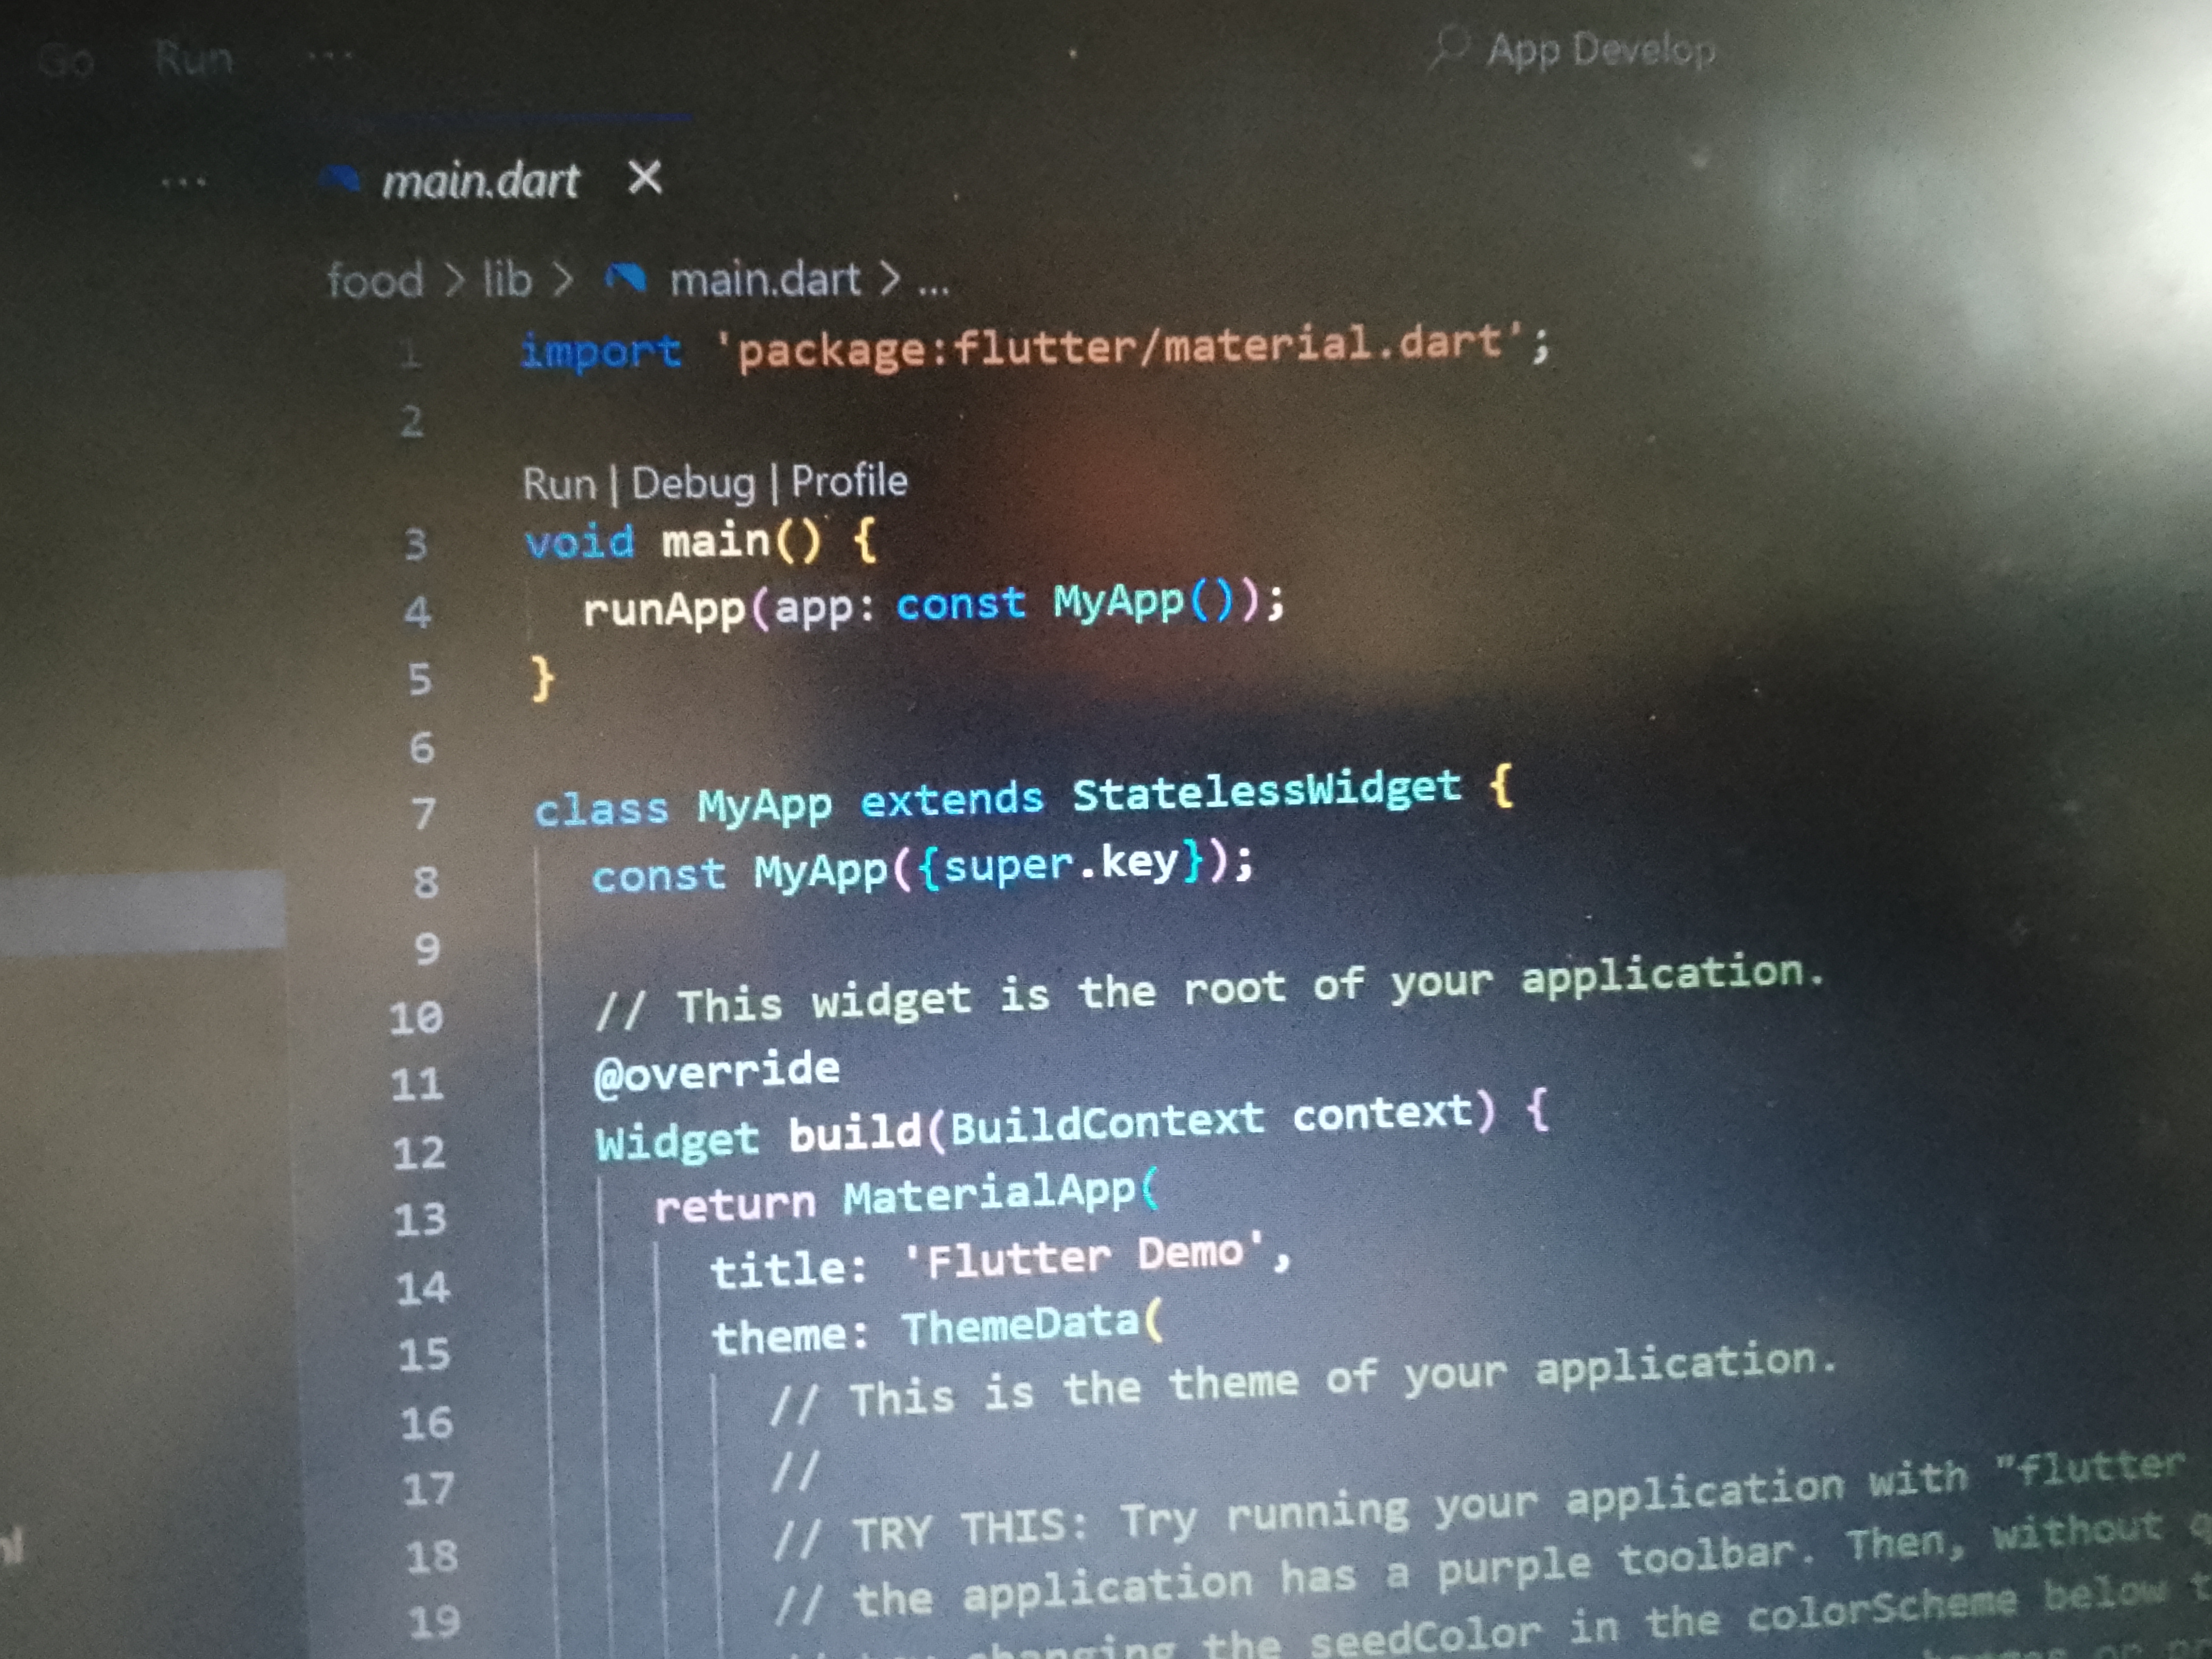 Go Run ... App Develop
... main.dart ×
food > lib > main.dart > ...
1 import 'package:flutter/material.dart';
2
Run | Debug | Profile
3 void main() {
4 runApp(app: const MyApp());
5 }
6
7 class MyApp extends StatelessWidget {
8 const MyApp({super.key});
9
10 // This widget is the root of your application.
11 @override
12 Widget build(BuildContext context) {
13 return MaterialApp(
14 title: 'Flutter Demo',
15 theme: ThemeData(
16 // This is the theme of your application.
17 //
18 // TRY THIS: Try running your application with "flutter
19 // the application has a purple toolbar. Then, without
changing the seedColor in the colorScheme below